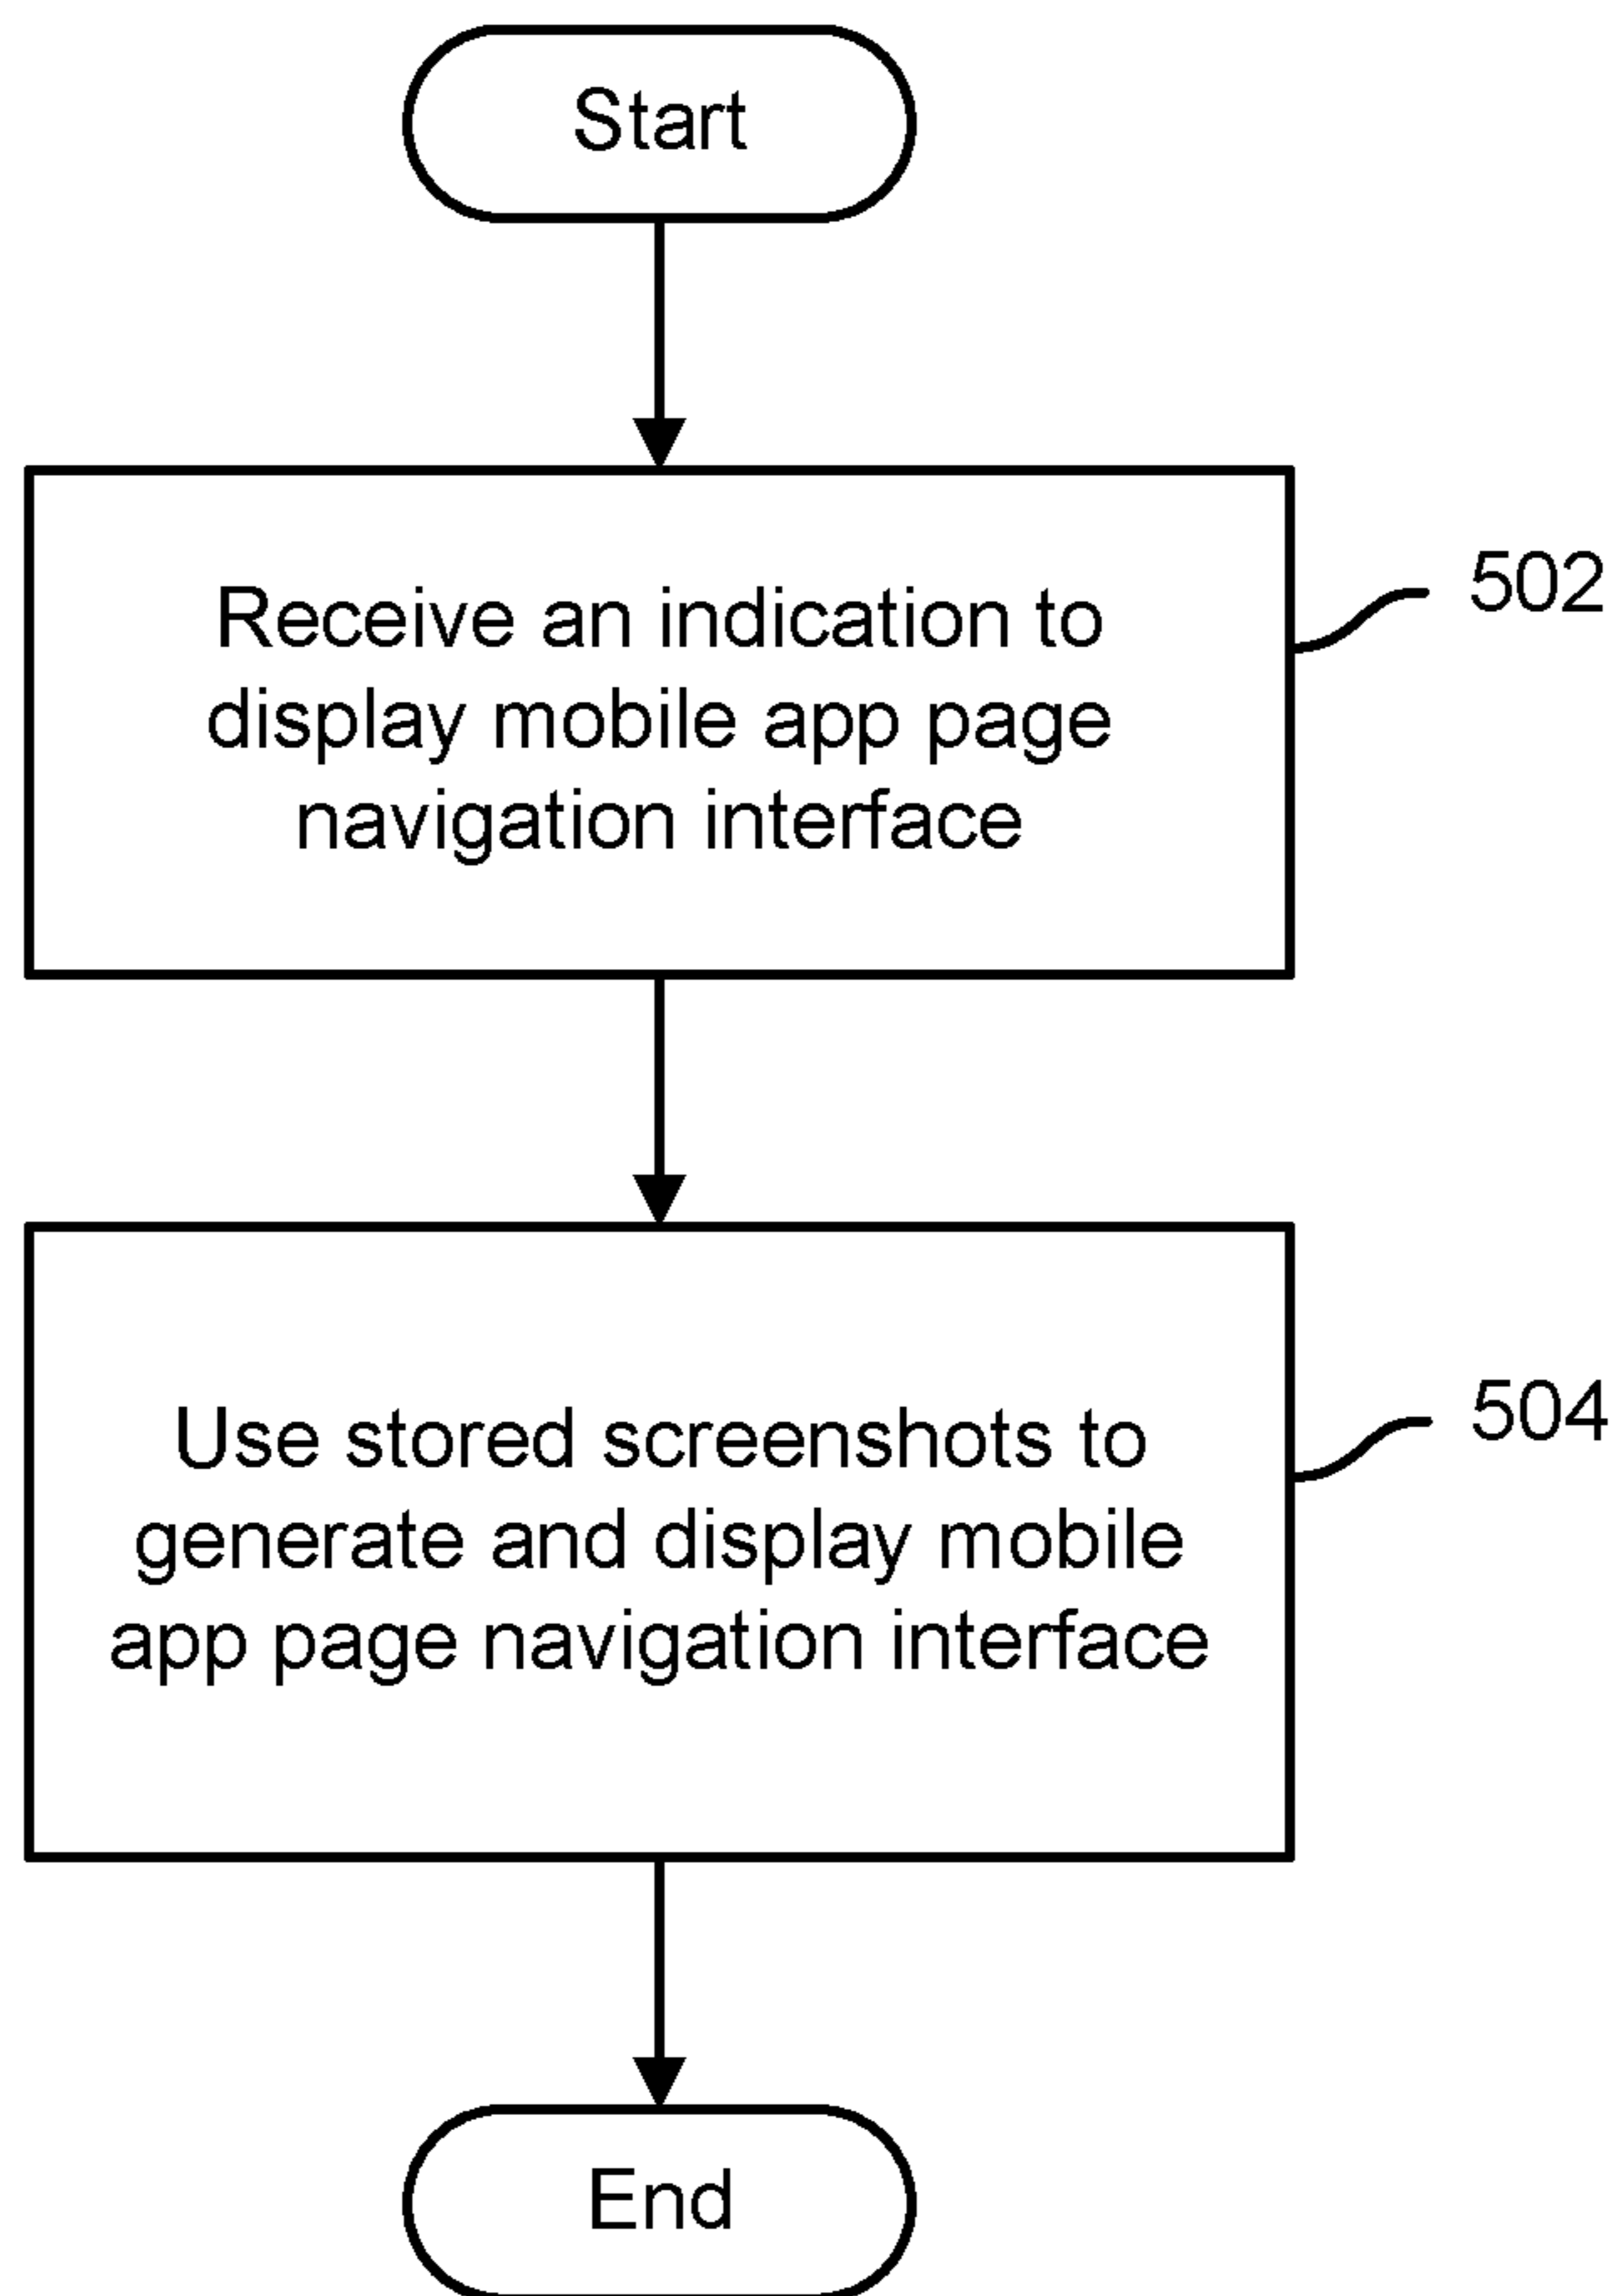 Start
Receive an indication to
display mobile app page
navigation interface
502
Use stored screenshots to
generate and display mobile
app page navigation interface
504
End